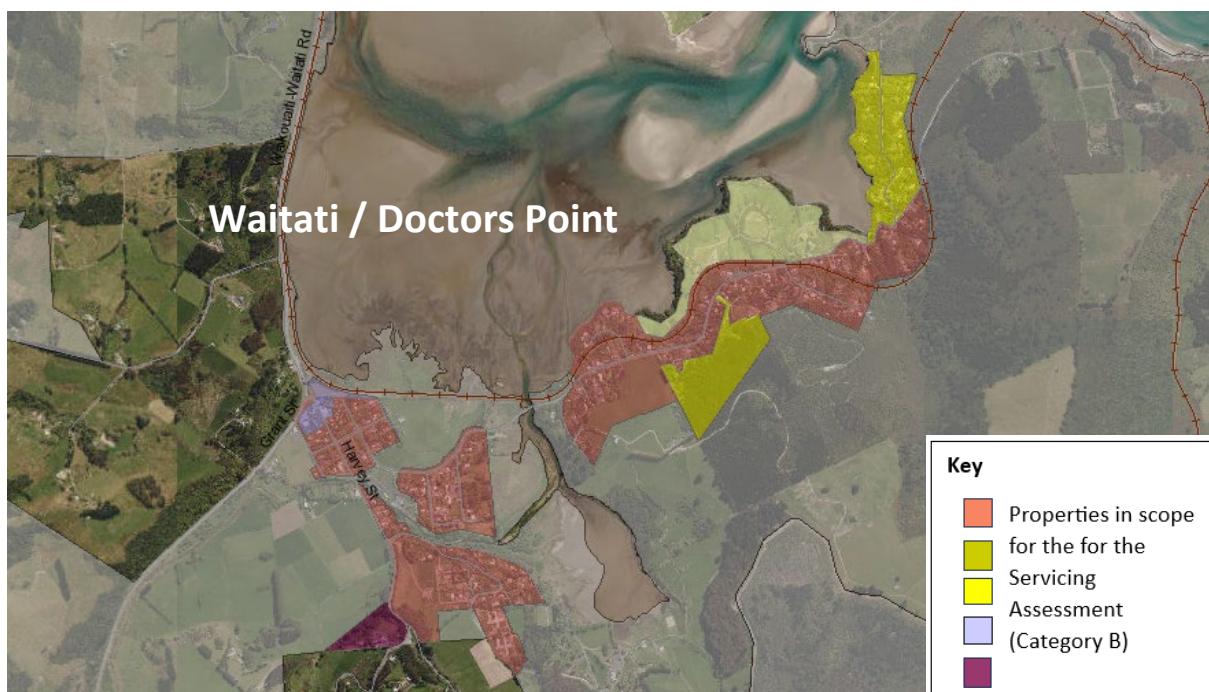 Waikouaiti-Waitati Rd
Waitati / Doctors Point
Grant St
Harvey St
Key
Properties in scope
for the for the
Servicing
Assessment
(Category B)